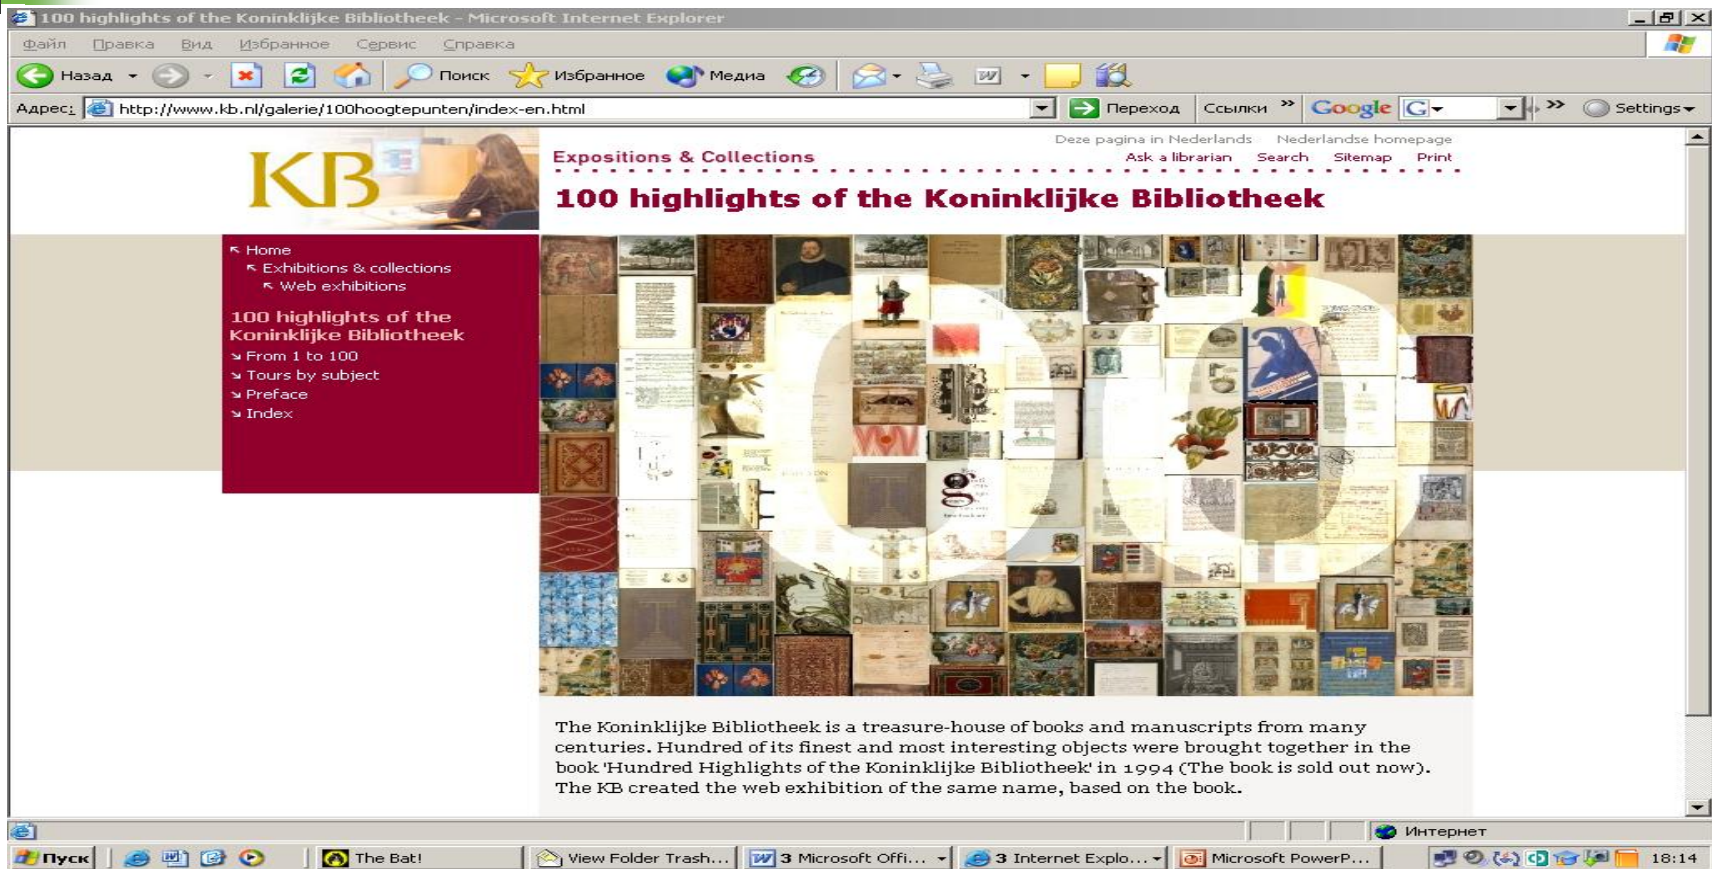 100 highlights of the Koninklijke Bibliotheek - Microsoft Internet Explorer
Файл Правка Вид Избранное Сервис Справка
Назад Поиск Избранное Медиа
Адрес: http://www.kb.nl/galerie/100hoogtepunten/index-en.html Переход Ссылки » Google G Settings
KB
Deze pagina in Nederlands Nederlandse homepage
Expositions & Collections Ask a librarian Search Sitemap Print
100 highlights of the Koninklijke Bibliotheek
Home
Exhibitions & collections
Web exhibitions
100 highlights of the
Koninklijke Bibliotheek
From 1 to 100
Tours by subject
Preface
Index
100
The Koninklijke Bibliotheek is a treasure-house of books and manuscripts from many
centuries. Hundred of its finest and most interesting objects were brought together in the
book 'Hundred Highlights of the Koninklijke Bibliotheek' in 1994 (The book is sold out now).
The KB created the web exhibition of the same name, based on the book.
Интернет
Пуск The Bat! View Folder Trash... 3 Microsoft Offi... 3 Internet Explo... Microsoft PowerP... 18:14